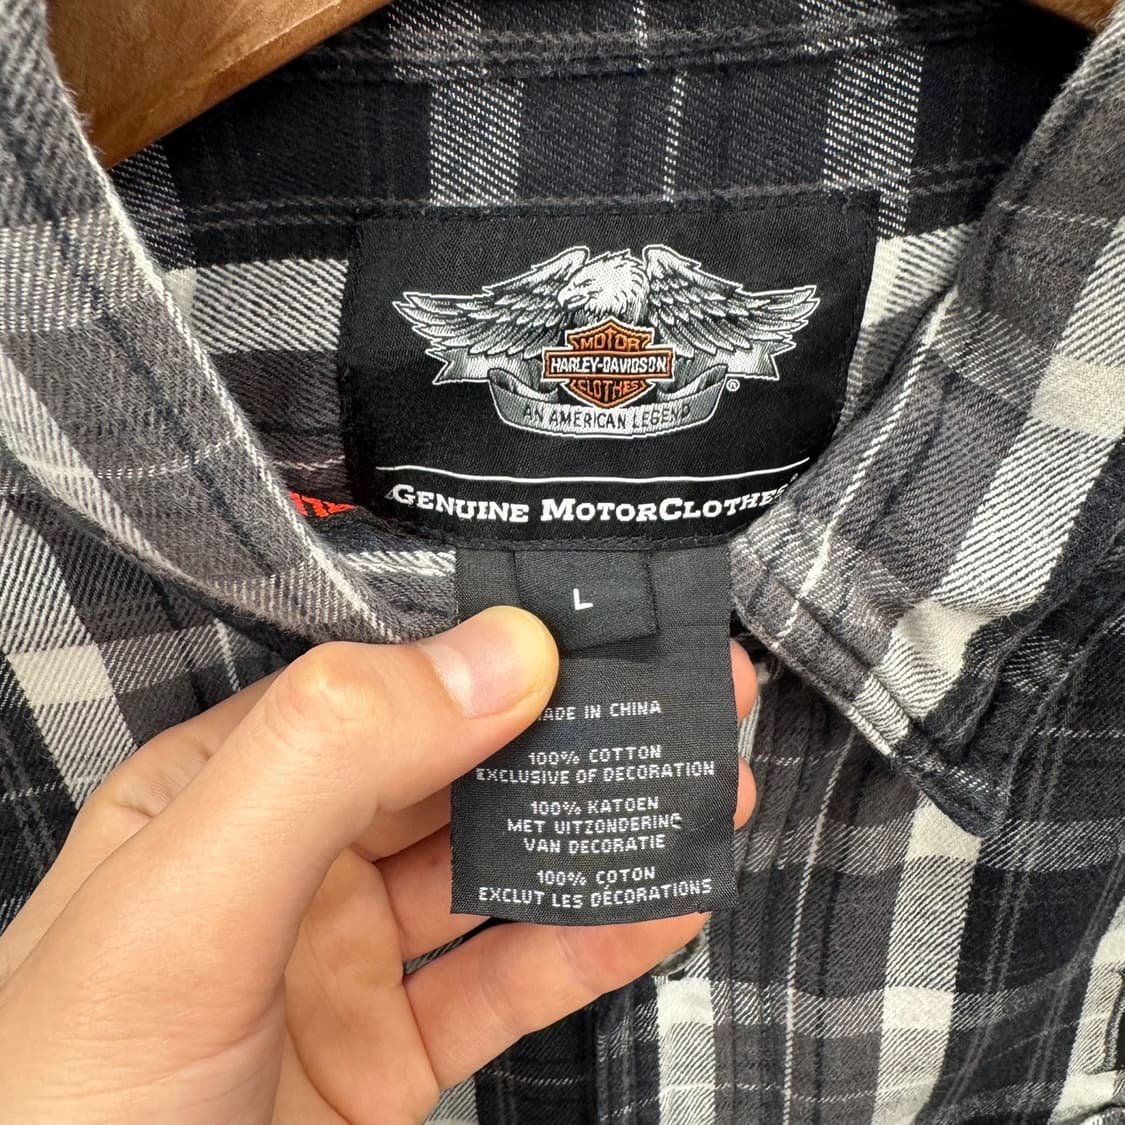 MOTOR
HARLEY-DAVIDSON
CLOTHES
®
AN AMERICAN LEGEND
GENUINE MOTORCLOTHES
L
MADE IN CHINA
100% COTTON
EXCLUSIVE OF DECORATION
100% KATOEN
MET UITZONDERING
VAN DECORATIE
100% COTON
EXCLUT LES DÉCORATIONS